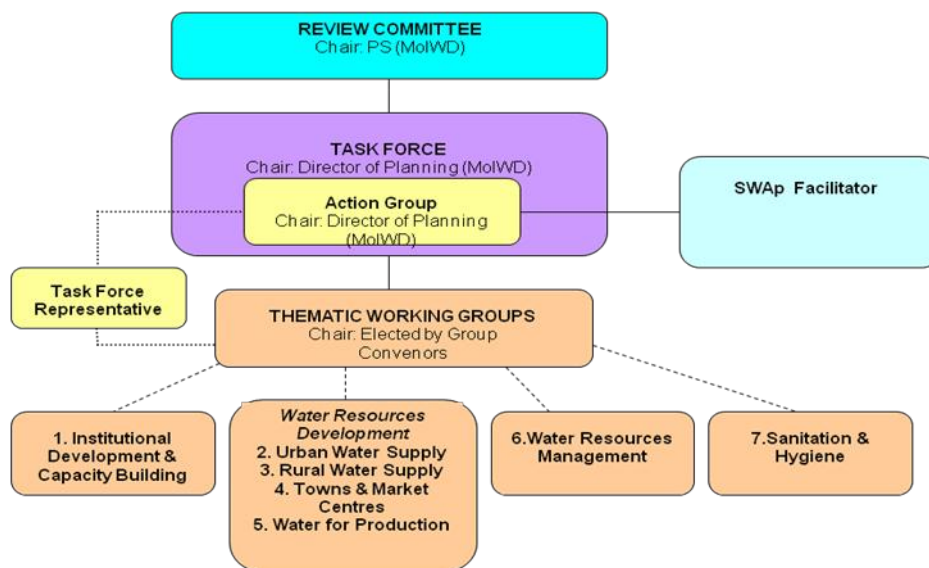 REVIEW COMMITTEE
Chair: PS (MoIWD)
TASK FORCE
Chair: Director of Planning (MoIWD)
Action Group
Chair: Director of Planning
(MoIWD)
SWAp Facilitator
Task Force
Representative
THEMATIC WORKING GROUPS
Chair: Elected by Group
Convenors
1. Institutional
Development &
Capacity Building
Water Resources
Development
2. Urban Water Supply
3. Rural Water Supply
4. Towns & Market
Centres
5. Water for Production
6.Water Resources
Management
7.Sanitation &
Hygiene